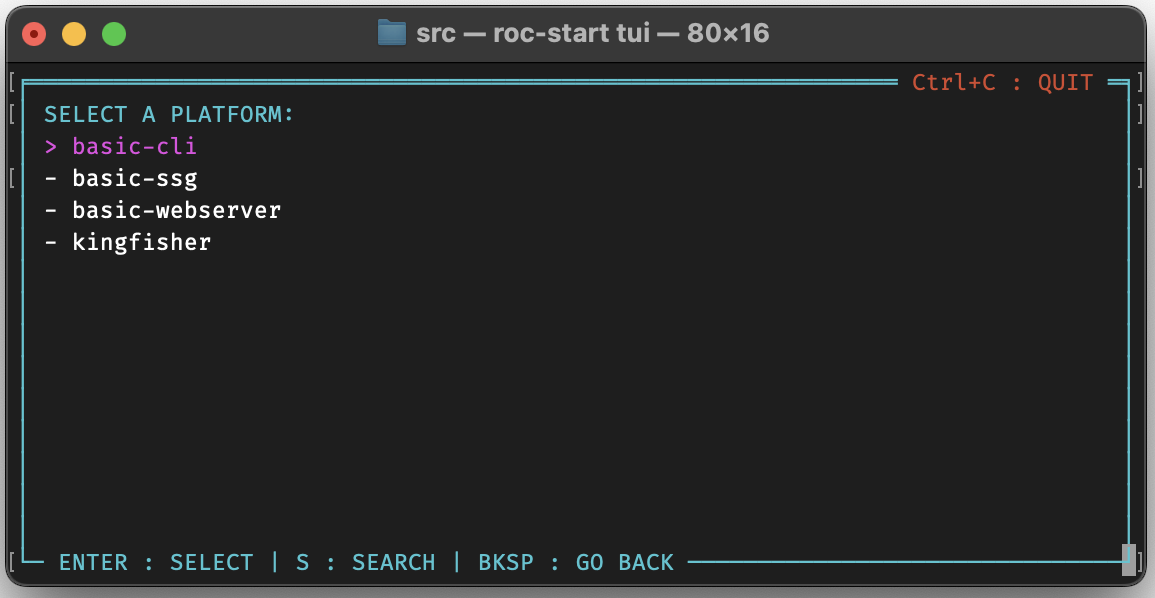 src — roc-start tui — 80×16
Ctrl+C : QUIT
SELECT A PLATFORM:
> basic-cli
- basic-ssg
- basic-webserver
- kingfisher
ENTER : SELECT | S : SEARCH | BKSP : GO BACK